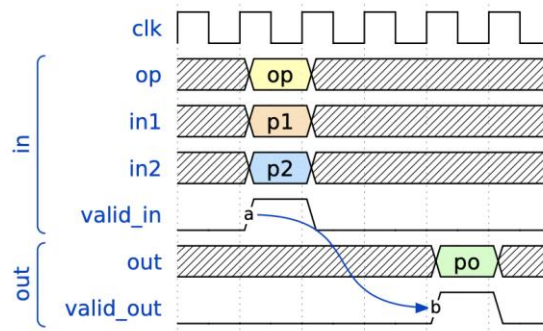 clk
in
op op
in1 p1
in2 p2
valid_in a
out
out po
valid_out b